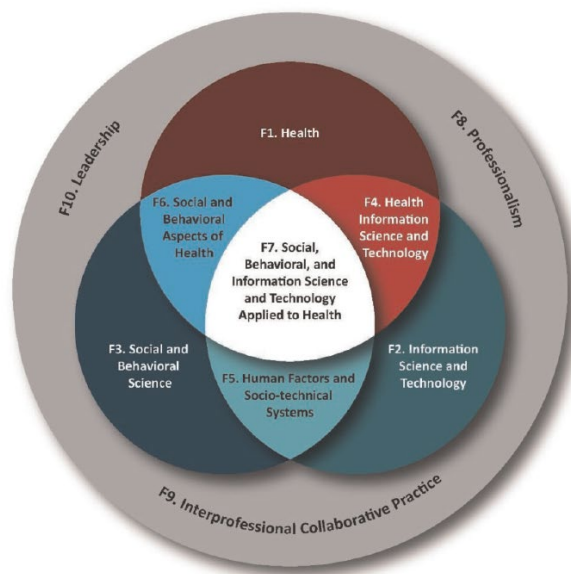 F10. Leadership
F8. Professionalism
F1. Health
F6. Social and
Behavioral
Aspects of
Health
F4. Health
Information
Science and
Technology
F7. Social,
Behavioral, and
Information Science
and Technology
Applied to Health
F3. Social and
Behavioral
Science
F2. Information
Science and
Technology
F5. Human Factors and
Socio-technical
Systems
F9. Interprofessional Collaborative Practice